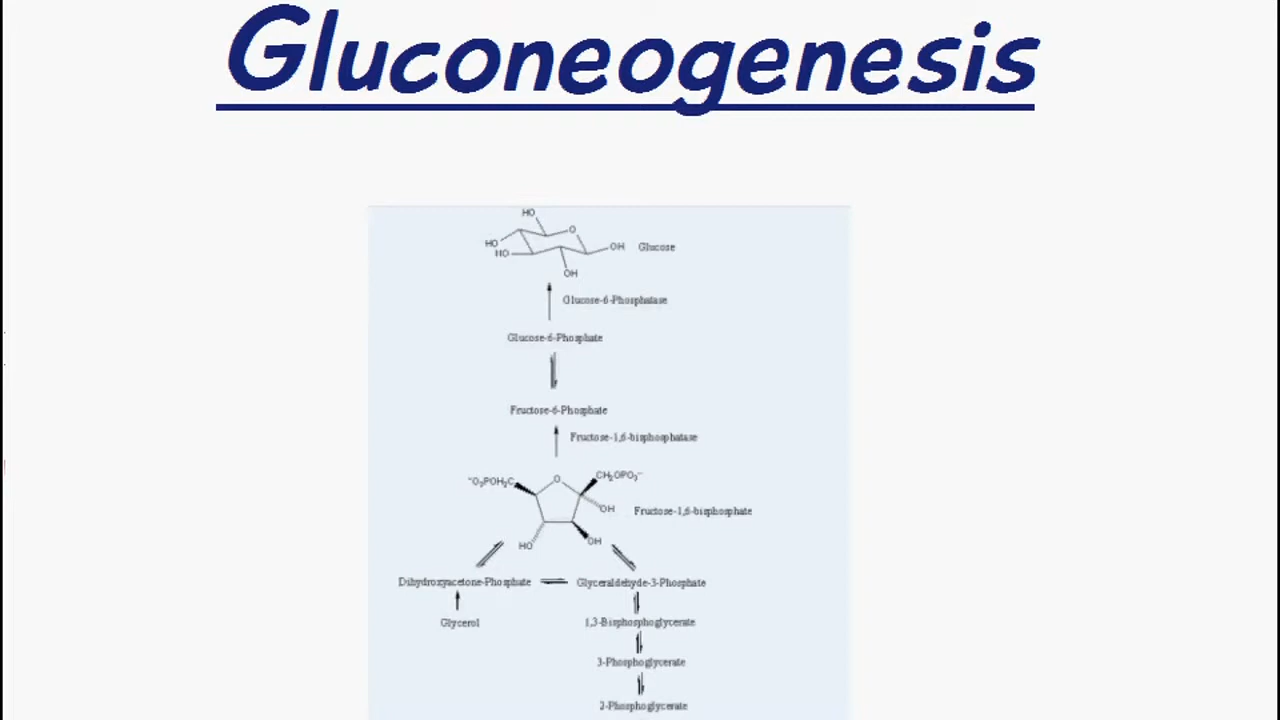 Gluconeogenesis
HO
O
HO
HO
OH
Glucose
OH
Glucose-6-Phosphatase
Glucose-6-Phosphate
Fructose-6-Phosphate
Fructose-1,6-bisphosphatase
⁻O₃POH₂C
O
CH₂OPO₃⁻
OH
Fructose-1,6-bisphosphate
HO
OH
Dihydroxyacetone-Phosphate
Glyceraldehyde-3-Phosphate
Glycerol
1,3-Bisphosphoglycerate
3-Phosphoglycerate
2-Phosphoglycerate